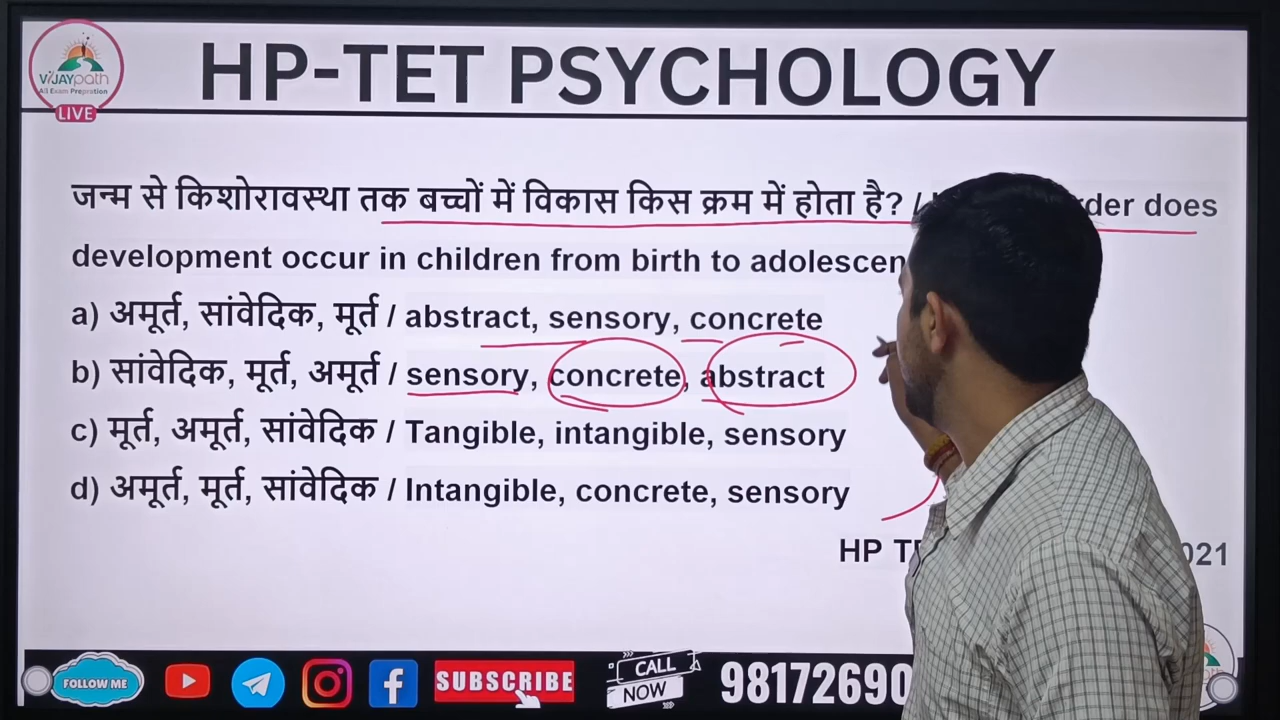 HP-TET PSYCHOLOGY
ViJAYpath
All Exam Prepration
LIVE
जन्म से किशोरावस्था तक बच्चों में विकास किस क्रम में होता है? / der does
development occur in children from birth to adolescen
a) अमूर्त, सांवेदिक, मूर्त / abstract, sensory, concrete
b) सांवेदिक, मूर्त, अमूर्त / sensory, concrete, abstract
c) मूर्त, अमूर्त, सांवेदिक / Tangible, intangible, sensory
d) अमूर्त, मूर्त, सांवेदिक / Intangible, concrete, sensory
HP 021
FOLLOW ME
SUBSCRIBE
CALL
NOW
98172690